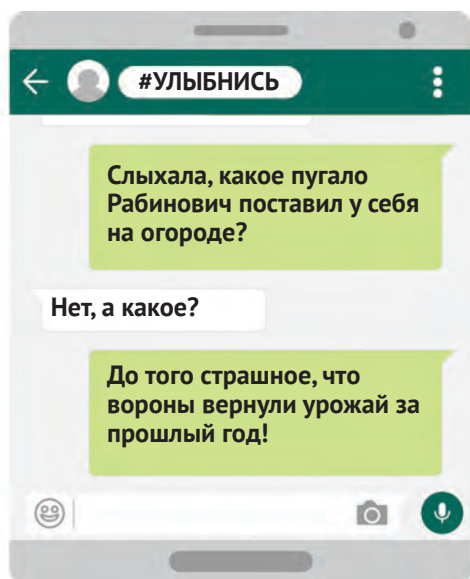 #УЛЫБНИСЬ
Слыхала, какое пугало
Рабинович поставил у себя
на огороде?
Нет, а какое?
До того страшное, что
вороны вернули урожай за
прошлый год!